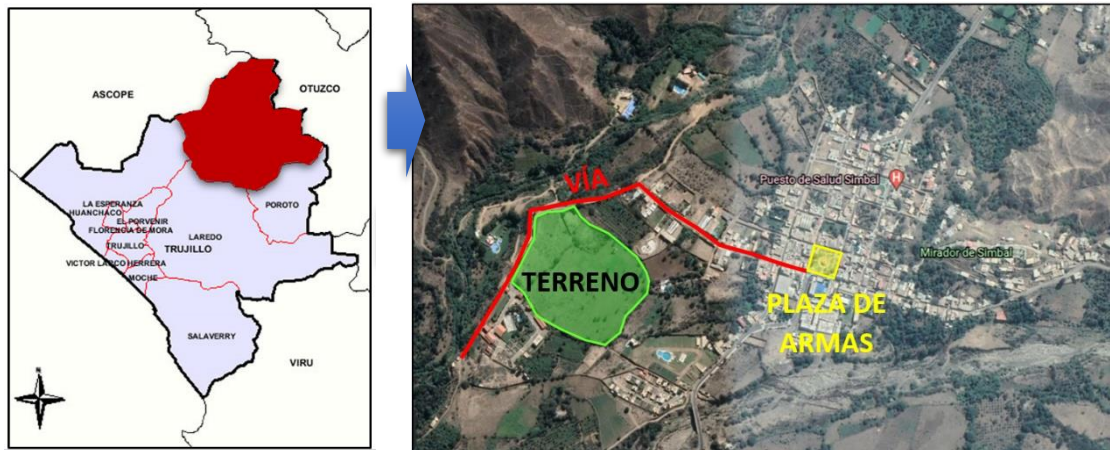 ASCOPE
OTUZCO
POROTO
LA ESPERANZA
HUANCHACO
EL PORVENIR
FLORENCIA DE MORA
LAREDO
TRUJILLO
TRUJILLO
VICTOR LARCO HERRERA
MOCHE
SALAVERRY
VIRU
VÍA
TERRENO
Puesto de Salud Simbal
H
Mirador de Simbal
PLAZA DE
ARMAS